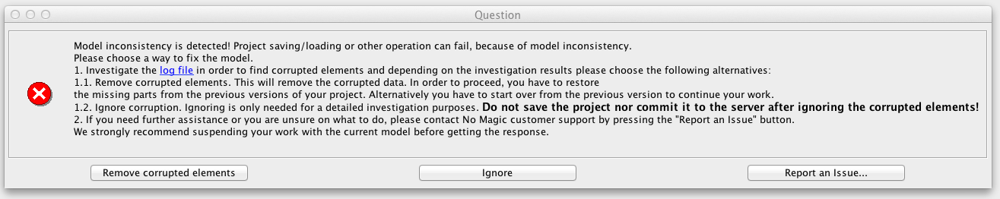 Question
Model inconsistency is detected! Project saving/loading or other operation can fail, because of model inconsistency.
Please choose a way to fix the model.
1. Investigate the log file in order to find corrupted elements and depending on the investigation results please choose the following alternatives:
1.1. Remove corrupted elements. This will remove the corrupted data. In order to proceed, you have to restore
the missing parts from the previous versions of your project. Alternatively you have to start over from the previous version to continue your work.
1.2. Ignore corruption. Ignoring is only needed for a detailed investigation purposes. Do not save the project nor commit it to the server after ignoring the corrupted elements!
2. If you need further assistance or you are unsure on what to do, please contact No Magic customer support by pressing the "Report an Issue" button.
We strongly recommend suspending your work with the current model before getting the response.
Remove corrupted elements
Ignore
Report an Issue...